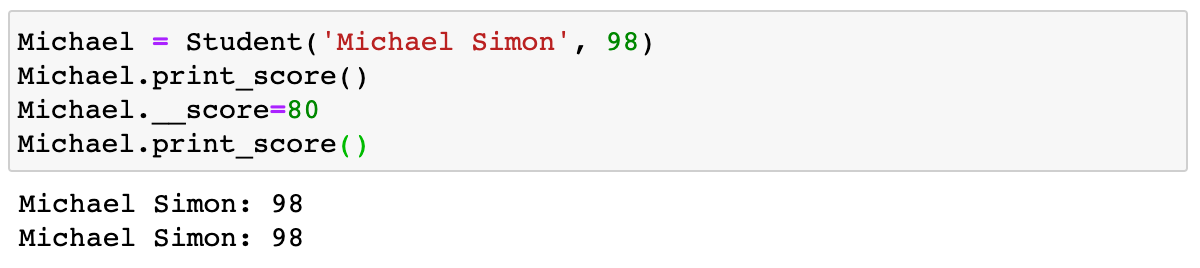 Michael = Student('Michael Simon', 98)
Michael.print_score()
Michael.__score=80
Michael.print_score()
Michael Simon: 98
Michael Simon: 98